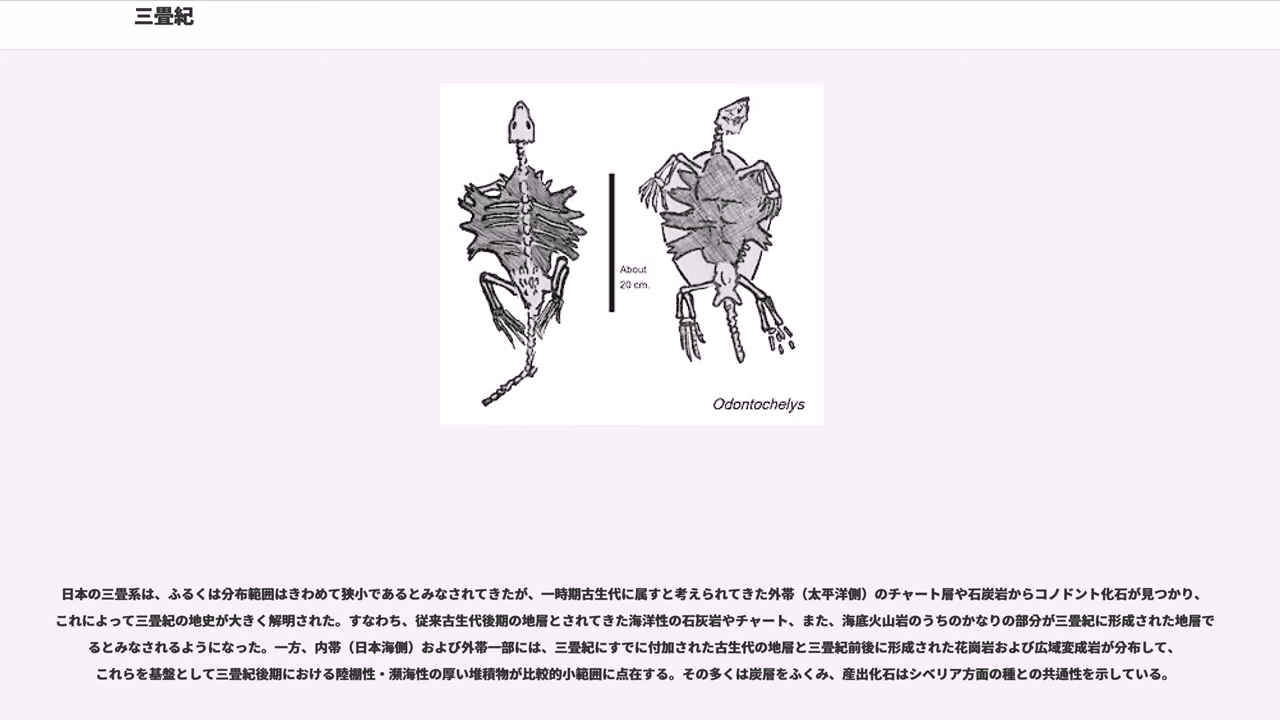 三畳紀
About
20 cm.
Odontochelys
日本の三畳系は、ふるくは分布範囲はきわめて狭小であるとみなされてきたが、一時期古生代に属すと考えられてきた外帯（太平洋側）のチャート層や石炭岩からコノドント化石が見つかり、
これによって三畳紀の地史が大きく解明された。すなわち、従来古生代後期の地層とされてきた海洋性の石灰岩やチャート、また、海底火山岩のうちのかなりの部分が三畳紀に形成された地層で
るとみなされるようになった。一方、内帯（日本海側）および外帯一部には、三畳紀にすでに付加された古生代の地層と三畳紀前後に形成された花崗岩および広域変成岩が分布して、
これらを基盤として三畳紀後期における陸棚性・瀕海性の厚い堆積物が比較的小範囲に点在する。その多くは炭層をふくみ、産出化石はシベリア方面の種との共通性を示している。